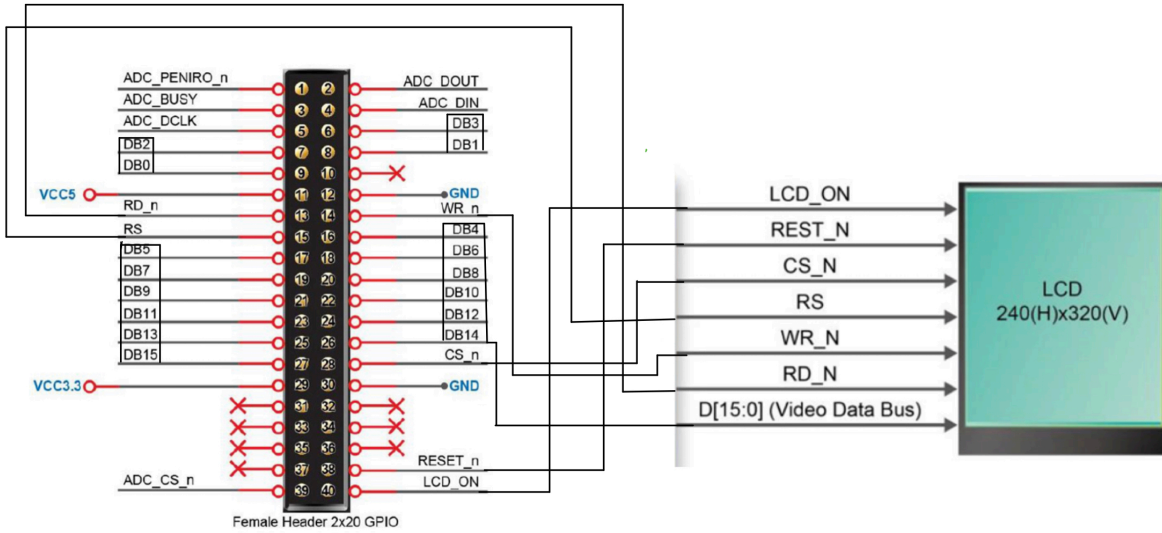 ADC_PENIRO_n 1 2 ADC DOUT
ADC_BUSY 3 4 ADC_DIN
ADC_DCLK 5 6 DB3
DB2 7 8 DB1
DB0 9 10
VCC5 11 12 GND
RD_n 13 14 WR n
RS 15 16 DB4
DB5 17 18 DB6
DB7 19 20 DB8
DB9 21 22 DB10
DB11 23 24 DB12
DB13 25 26 DB14
DB15 27 28 CS_n
VCC3.3 29 30 GND
31 32
33 34
35 36
37 38 RESET_n
ADC_CS_n 39 40 LCD_ON
Female Header 2x20 GPIO
LCD_ON
REST_N
CS_N
RS
WR_N
RD_N
D[15:0] (Video Data Bus)
LCD
240(H)x320(V)